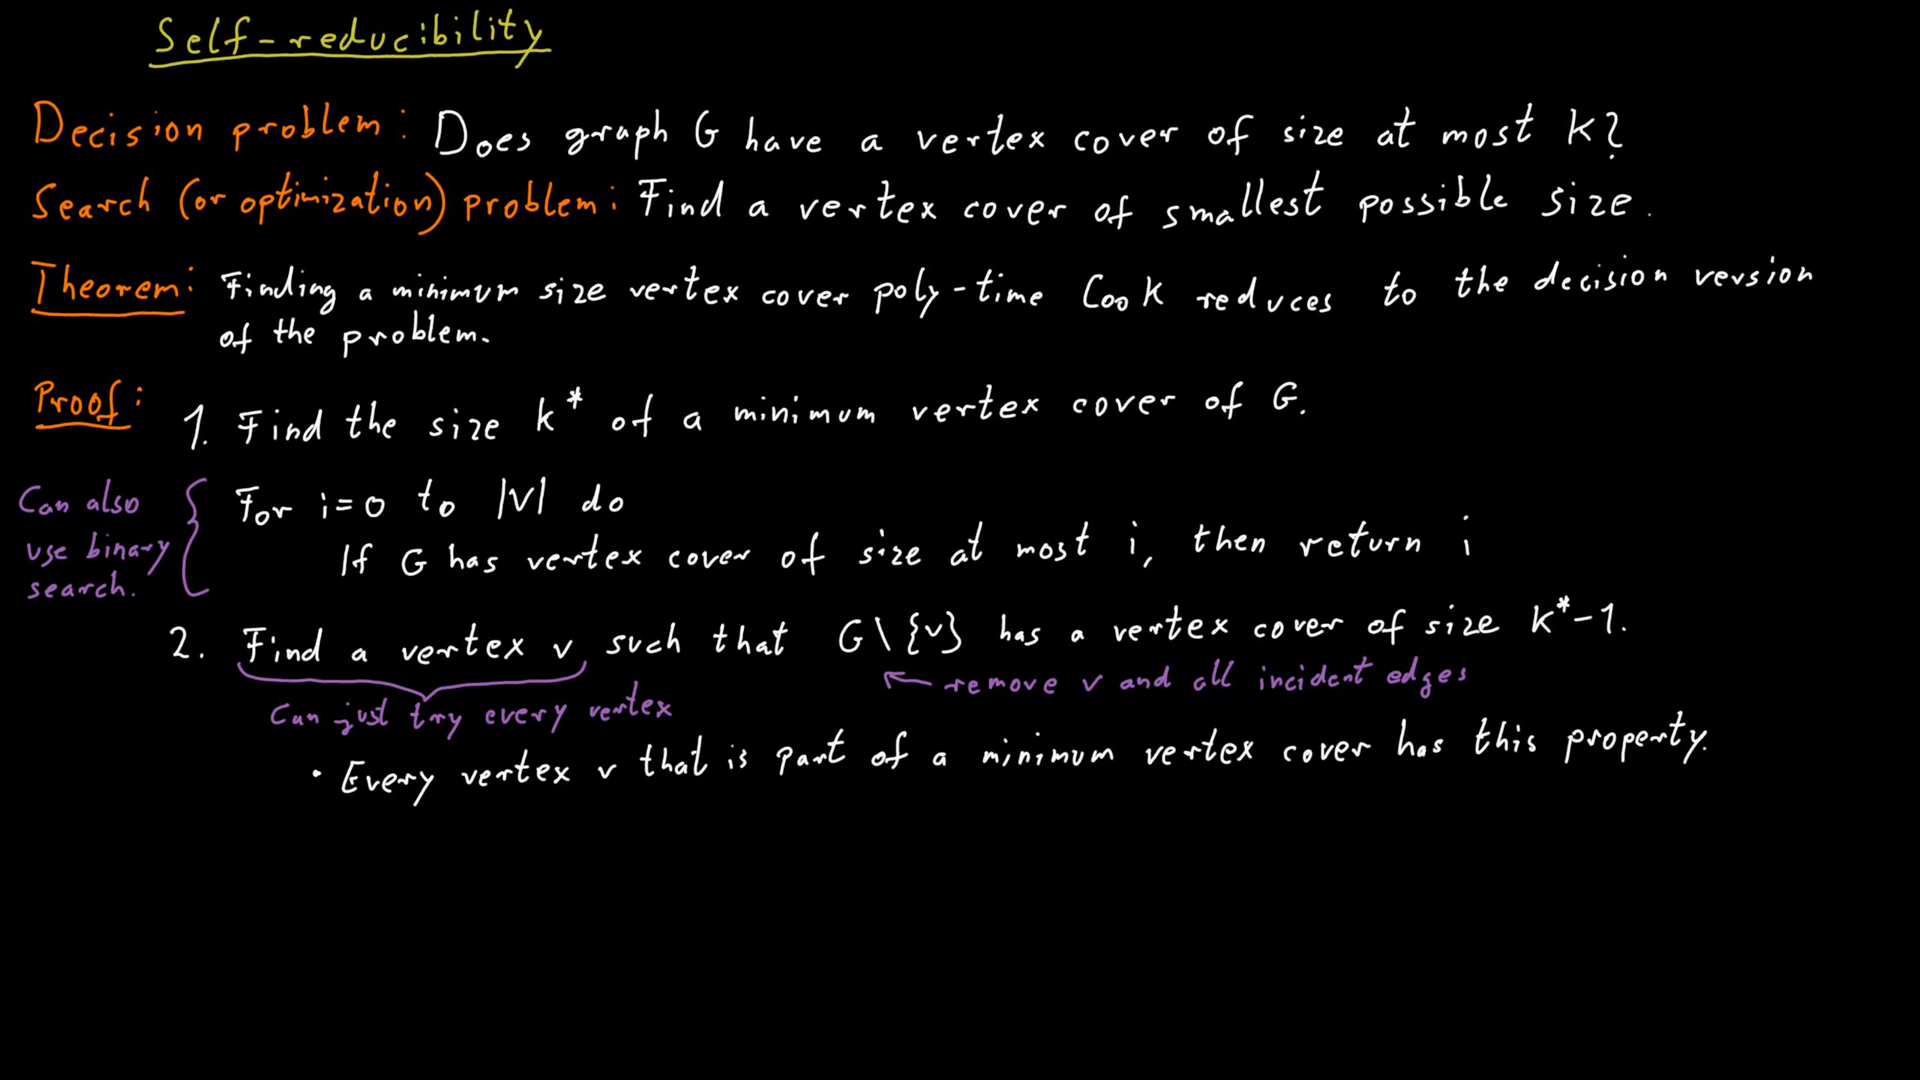 Self-reducibility
Decision problem: Does graph G have a vertex cover of size at most K?
Search (or optimization) problem: Find a vertex cover of smallest possible size.
Theorem: Finding a minimum size vertex cover poly-time Cook reduces to the decision version
of the problem.
Proof: 1. Find the size k* of a minimum vertex cover of G.
Can also use binary search.
For i=0 to |V| do
If G has vertex cover of size at most i, then return i
2. Find a vertex v such that G\{v} has a vertex cover of size k*-1.
← remove v and all incident edges
Can just try every vertex
• Every vertex v that is part of a minimum vertex cover has this property.